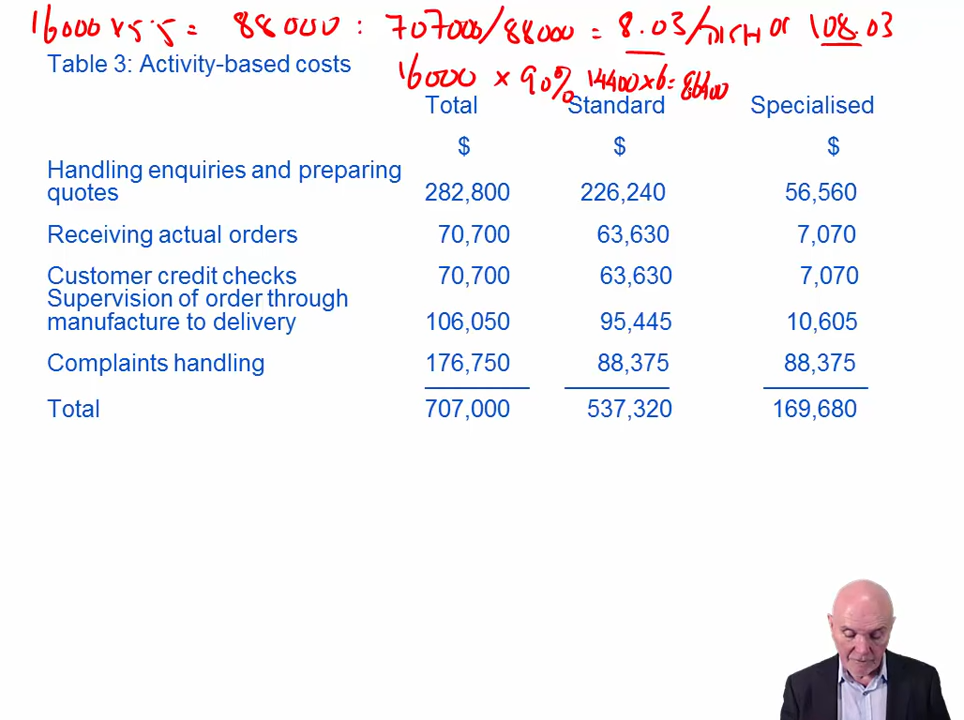 16000 x 5.5 = 88000 : 707000/88000 = 8.03/DISH or 108.03
Table 3: Activity-based costs
16000 x 90% 14400 x 6 = 86400
Total Standard Specialised
$ $ $
Handling enquiries and preparing
quotes 282,800 226,240 56,560
Receiving actual orders 70,700 63,630 7,070
Customer credit checks 70,700 63,630 7,070
Supervision of order through
manufacture to delivery 106,050 95,445 10,605
Complaints handling 176,750 88,375 88,375
Total 707,000 537,320 169,680